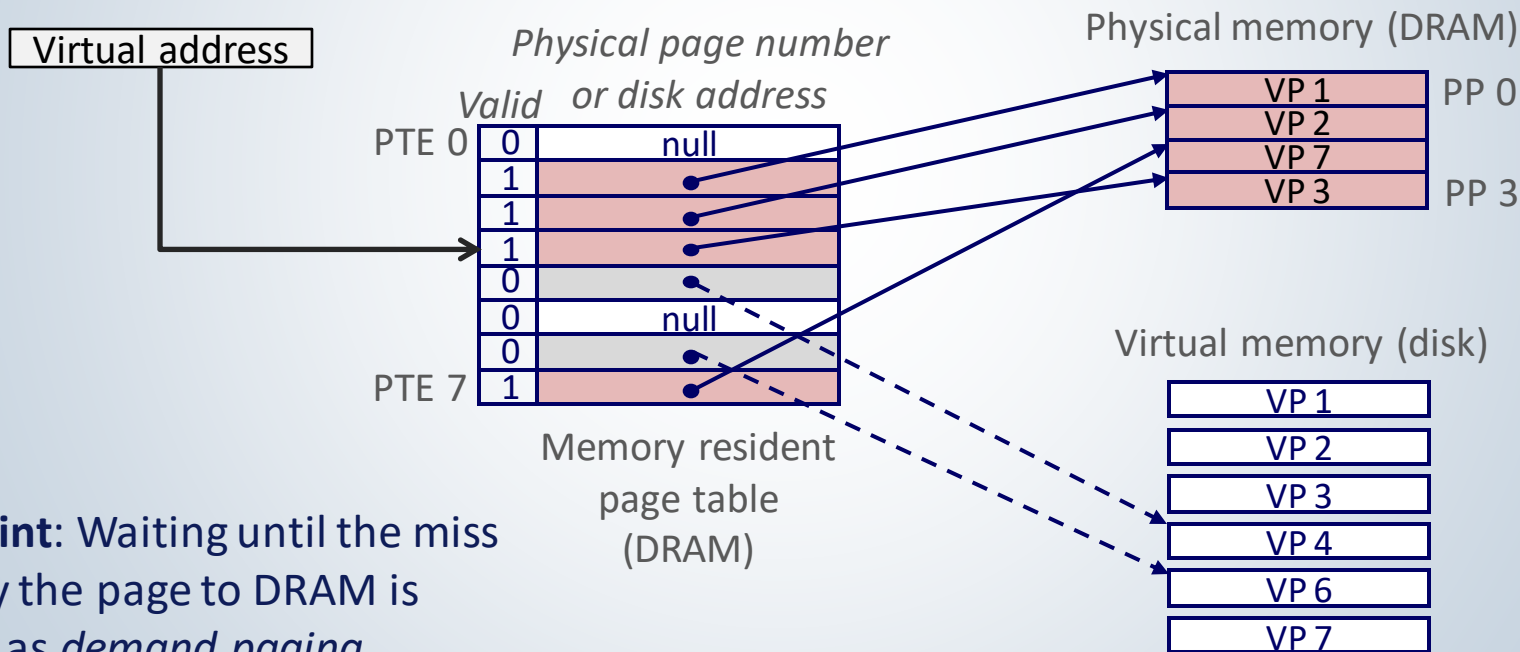 Virtual address
Physical page number
or disk address
Valid
PTE 0
0 null
1
1
1
0
0 null
0
PTE 7
1
Memory resident
page table
(DRAM)
Physical memory (DRAM)
VP 1
PP 0
VP 2
VP 7
VP 3
PP 3
Virtual memory (disk)
VP 1
VP 2
VP 3
VP 4
VP 6
VP 7
int: Waiting until the miss
y the page to DRAM is
as demand paging